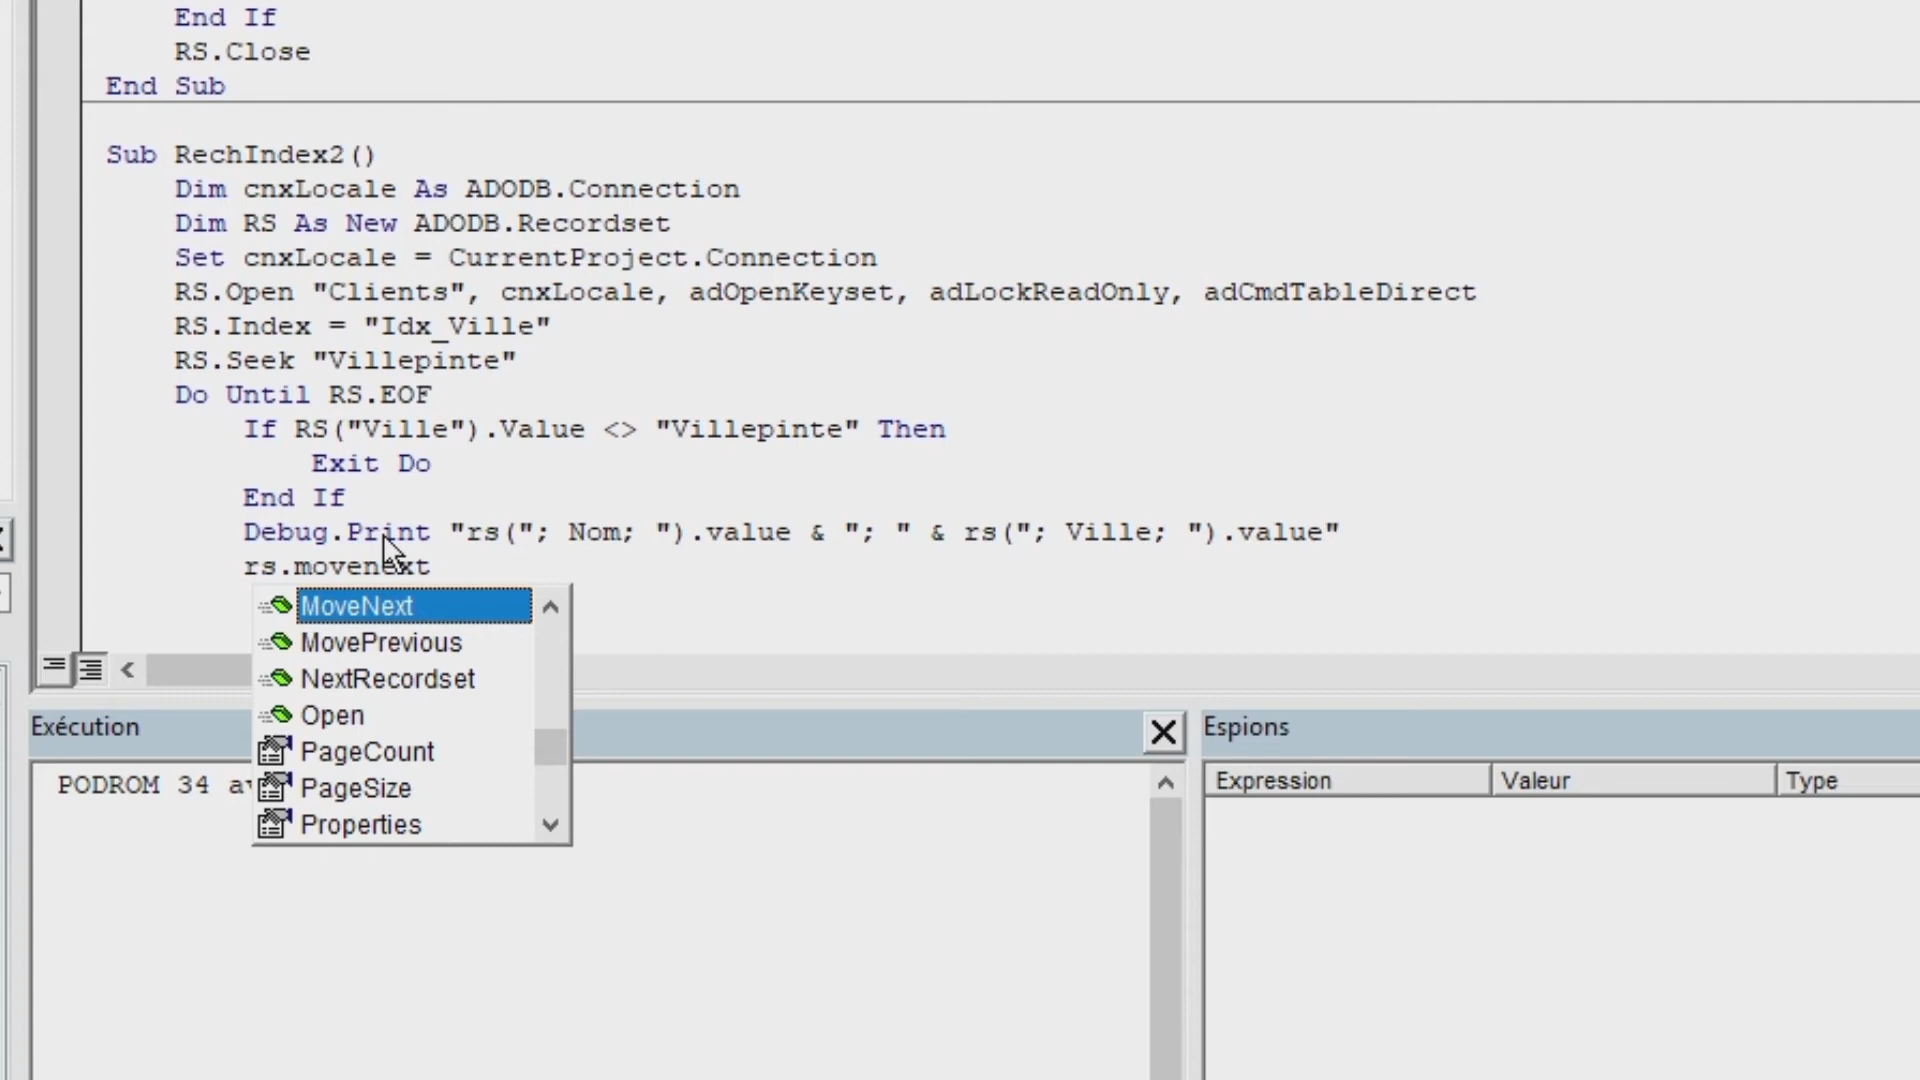 End If
RS.Close
End Sub
Sub RechIndex2()
Dim cnxLocale As ADODB.Connection
Dim RS As New ADODB.Recordset
Set cnxLocale = CurrentProject.Connection
RS.Open "Clients", cnxLocale, adOpenKeyset, adLockReadOnly, adCmdTableDirect
RS.Index = "Idx_Ville"
RS.Seek "Villepinte"
Do Until RS.EOF
If RS("Ville").Value <> "Villepinte" Then
Exit Do
End If
Debug.Print "rs("; Nom; ").value & "; " & rs("; Ville; ").value"
rs.movenext
MoveNext
MovePrevious
NextRecordset
Open
PageCount
PageSize
Properties
Exécution
PODROM 34 av
Espions
Expression Valeur Type